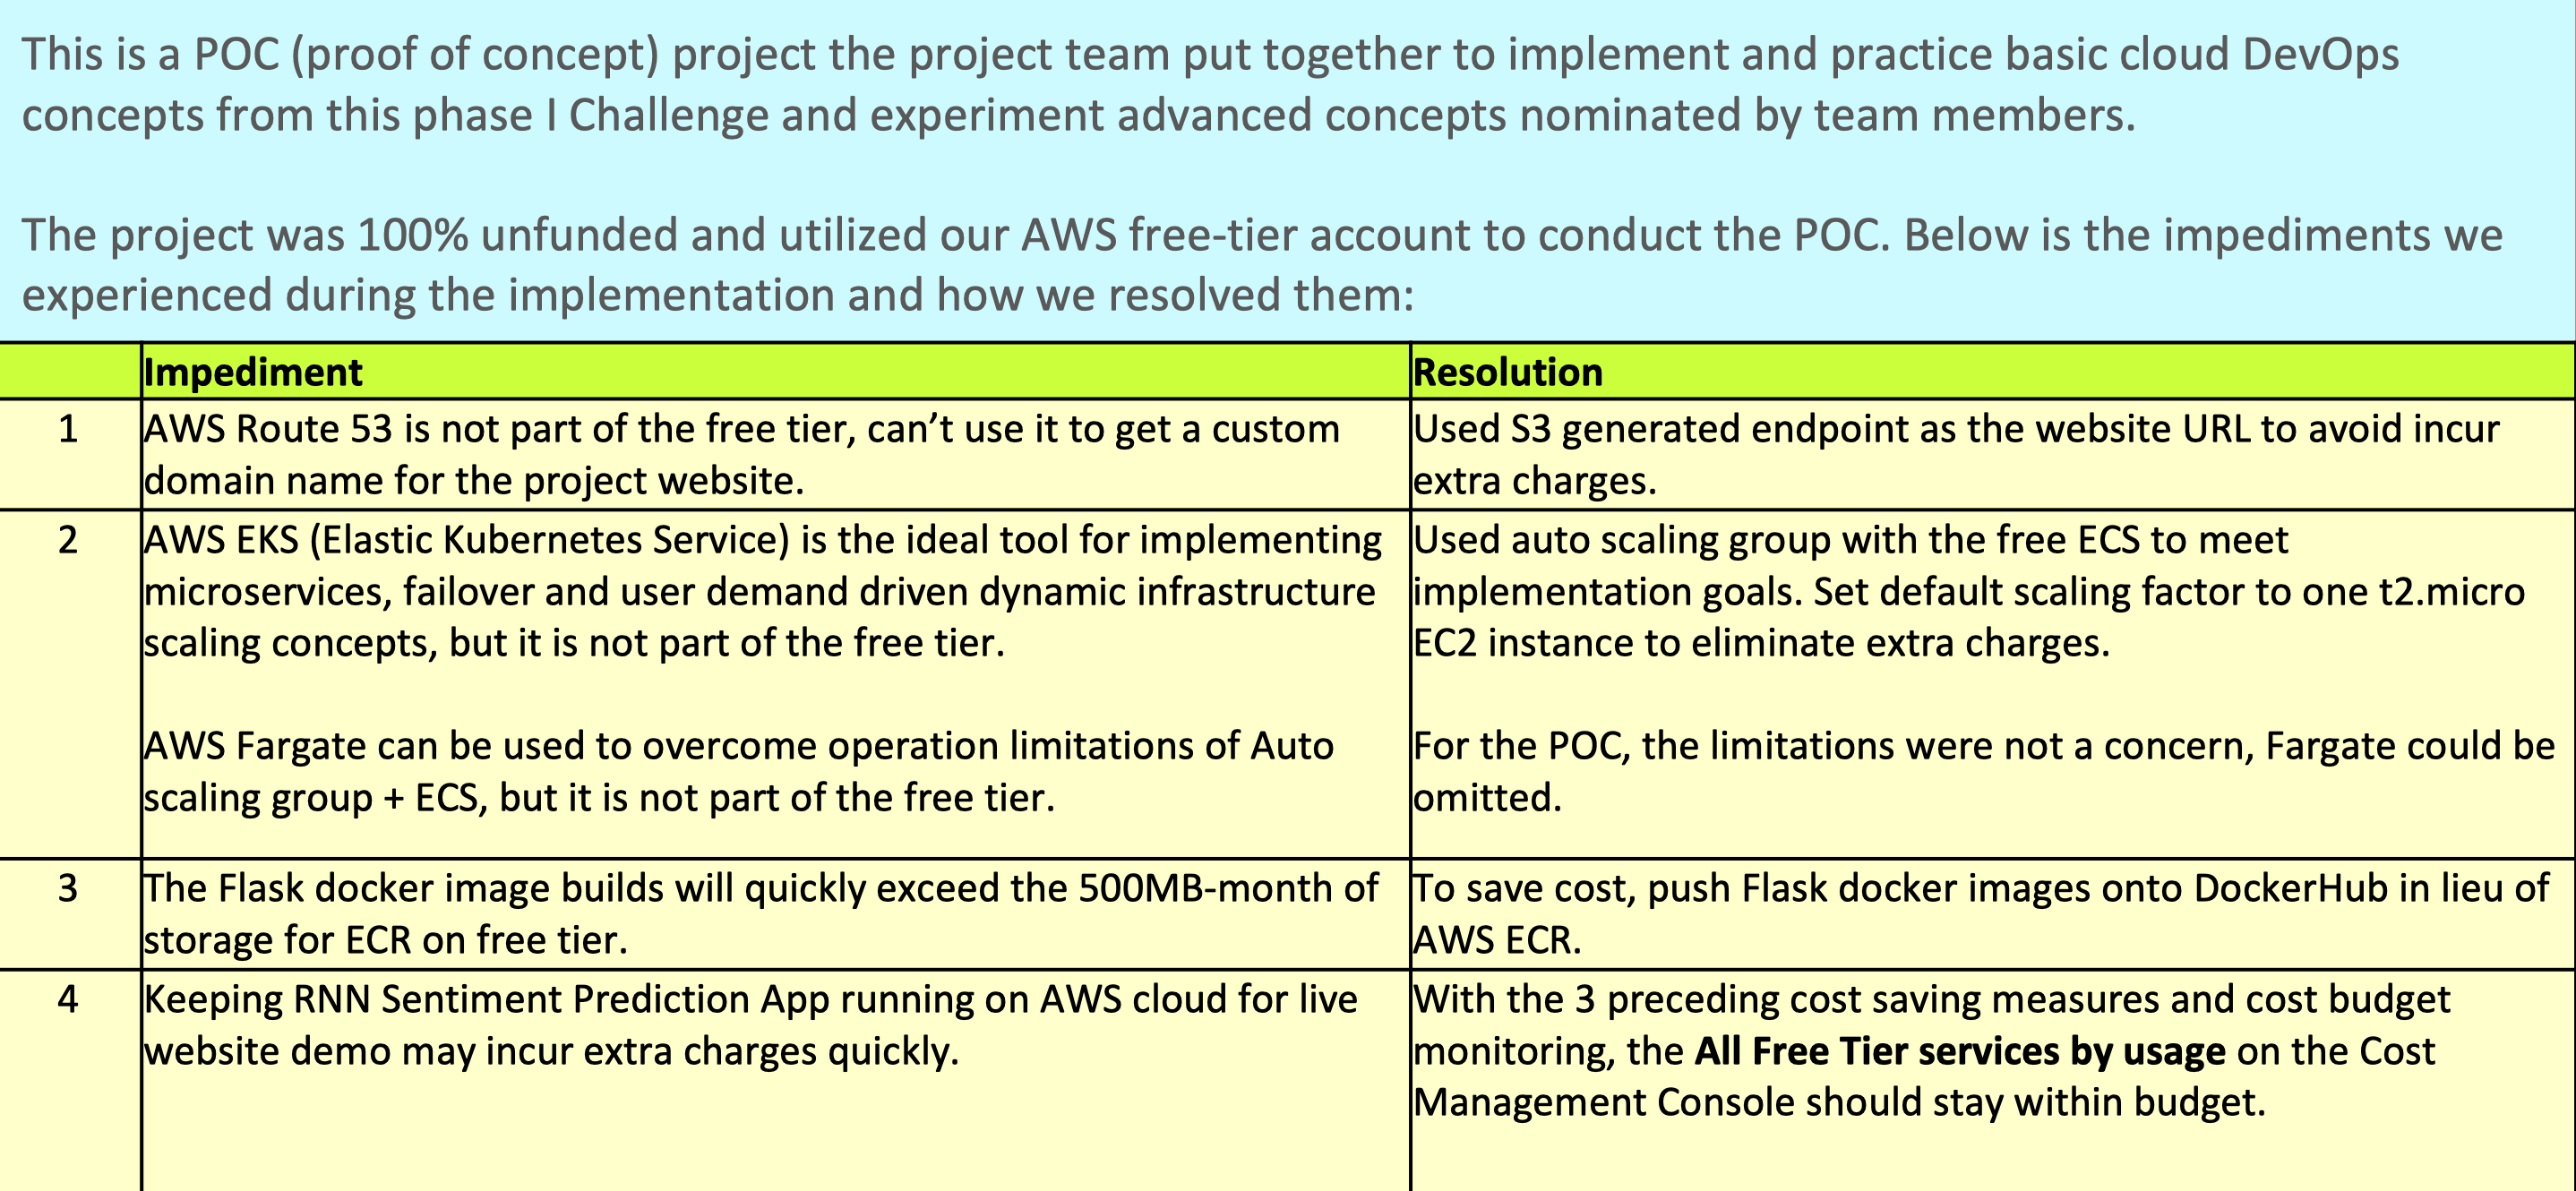 This is a POC (proof of concept) project the project team put together to implement and practice basic cloud DevOps
concepts from this phase I Challenge and experiment advanced concepts nominated by team members.
The project was 100% unfunded and utilized our AWS free-tier account to conduct the POC. Below is the impediments we
experienced during the implementation and how we resolved them:
Impediment
Resolution
1
AWS Route 53 is not part of the free tier, can’t use it to get a custom
domain name for the project website.
Used S3 generated endpoint as the website URL to avoid incur
extra charges.
2
AWS EKS (Elastic Kubernetes Service) is the ideal tool for implementing
microservices, failover and user demand driven dynamic infrastructure
scaling concepts, but it is not part of the free tier.
AWS Fargate can be used to overcome operation limitations of Auto
scaling group + ECS, but it is not part of the free tier.
Used auto scaling group with the free ECS to meet
implementation goals. Set default scaling factor to one t2.micro
EC2 instance to eliminate extra charges.
For the POC, the limitations were not a concern, Fargate could be
omitted.
3
The Flask docker image builds will quickly exceed the 500MB-month of
storage for ECR on free tier.
To save cost, push Flask docker images onto DockerHub in lieu of
AWS ECR.
4
Keeping RNN Sentiment Prediction App running on AWS cloud for live
website demo may incur extra charges quickly.
With the 3 preceding cost saving measures and cost budget
monitoring, the All Free Tier services by usage on the Cost
Management Console should stay within budget.